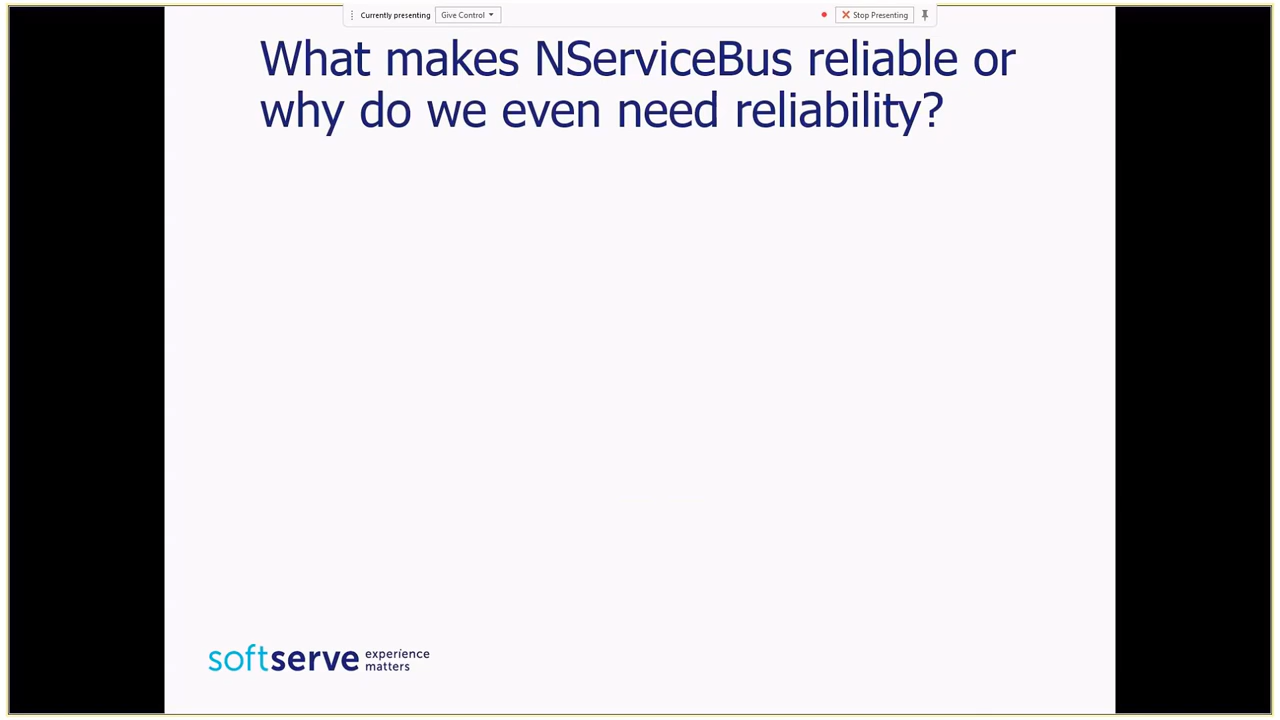 Currently presenting Give Control Stop Presenting
What makes NServiceBus reliable or
why do we even need reliability?
softserve experience
matters